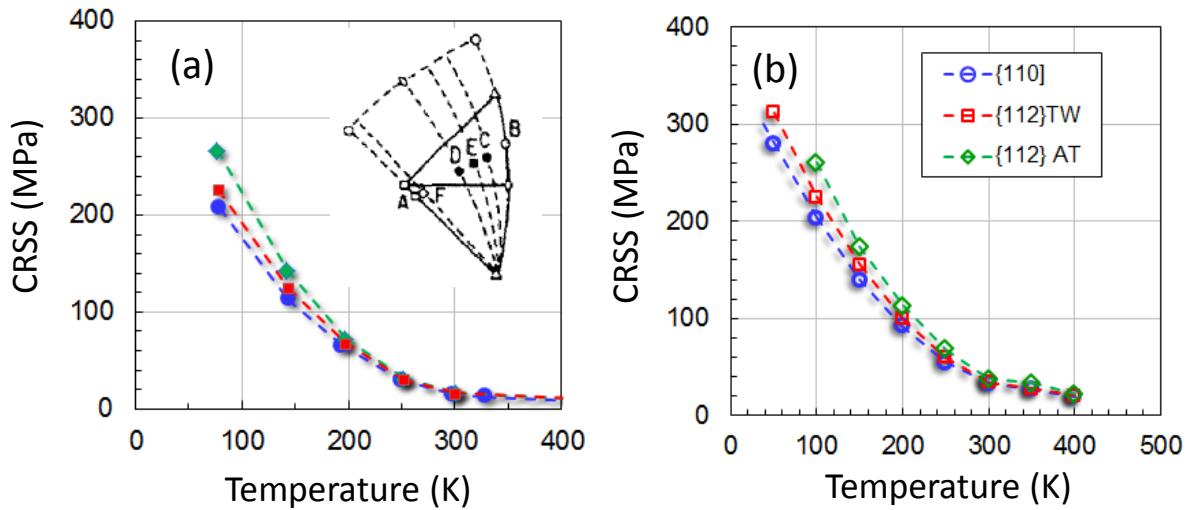 (a)
400
300
200
100
0
CRSS (MPa)
B
D E C
A
F
0 100 200 300 400
Temperature (K)
(b)
{110]
{112}TW
{112} AT
400
300
200
100
0
CRSS (MPa)
0 100 200 300 400 500
Temperature (K)